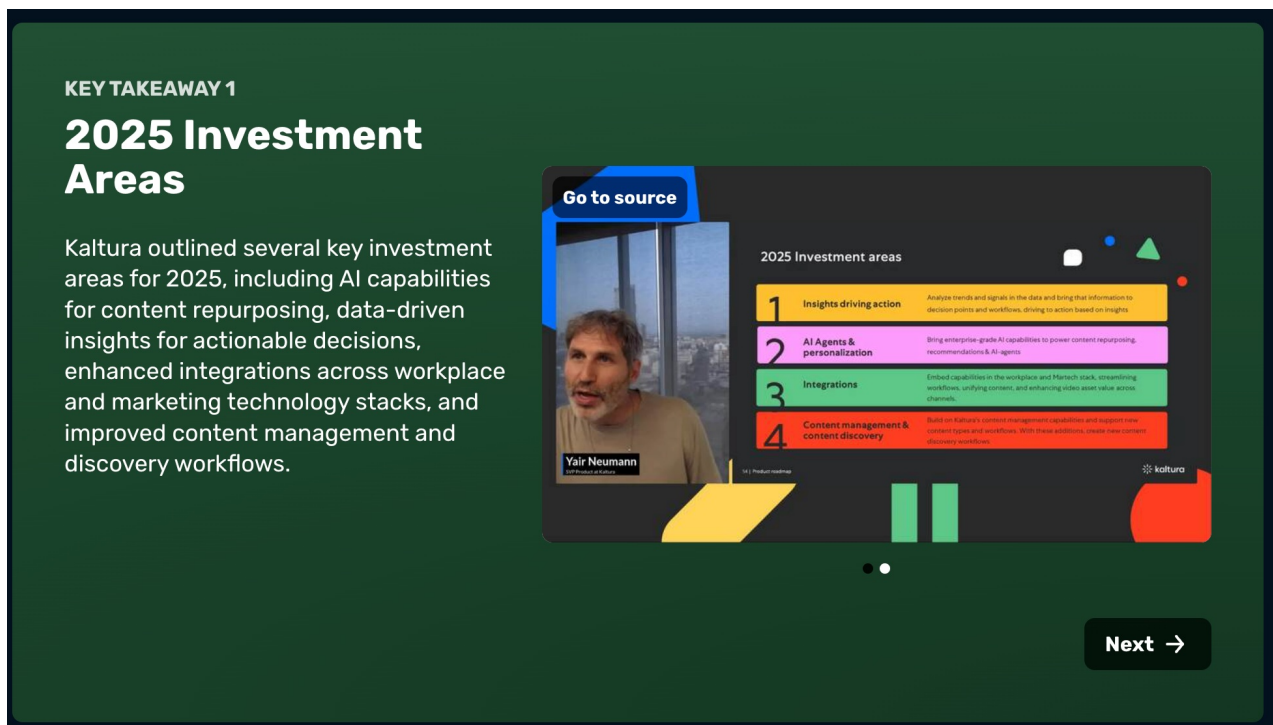 KEY TAKEAWAY 1
2025 Investment
Areas
Kaltura outlined several key investment
areas for 2025, including AI capabilities
for content repurposing, data-driven
insights for actionable decisions,
enhanced integrations across workplace
and marketing technology stacks, and
improved content management and
discovery workflows.
Go to source
Yair Neumann
SVP Product at Kaltura
2025 Investment areas
1
Insights driving action
Analyze trends and signals in the data and bring that information to
decision points and workflows, driving to action based on insights
2
AI Agents &
personalization
Bring enterprise-grade AI capabilities to power content repurposing,
recommendations & AI-agents
3
Integrations
Embed capabilities in the workplace and Martech stack, streamlining
workflows, unifying content, and enhancing video asset value across
channels.
4
Content management &
content discovery
Build on Kaltura's content management capabilities and support new
content types and workflows. With these additions, create new content
discovery workflows
54 | Product roadmap
kaltura
Next